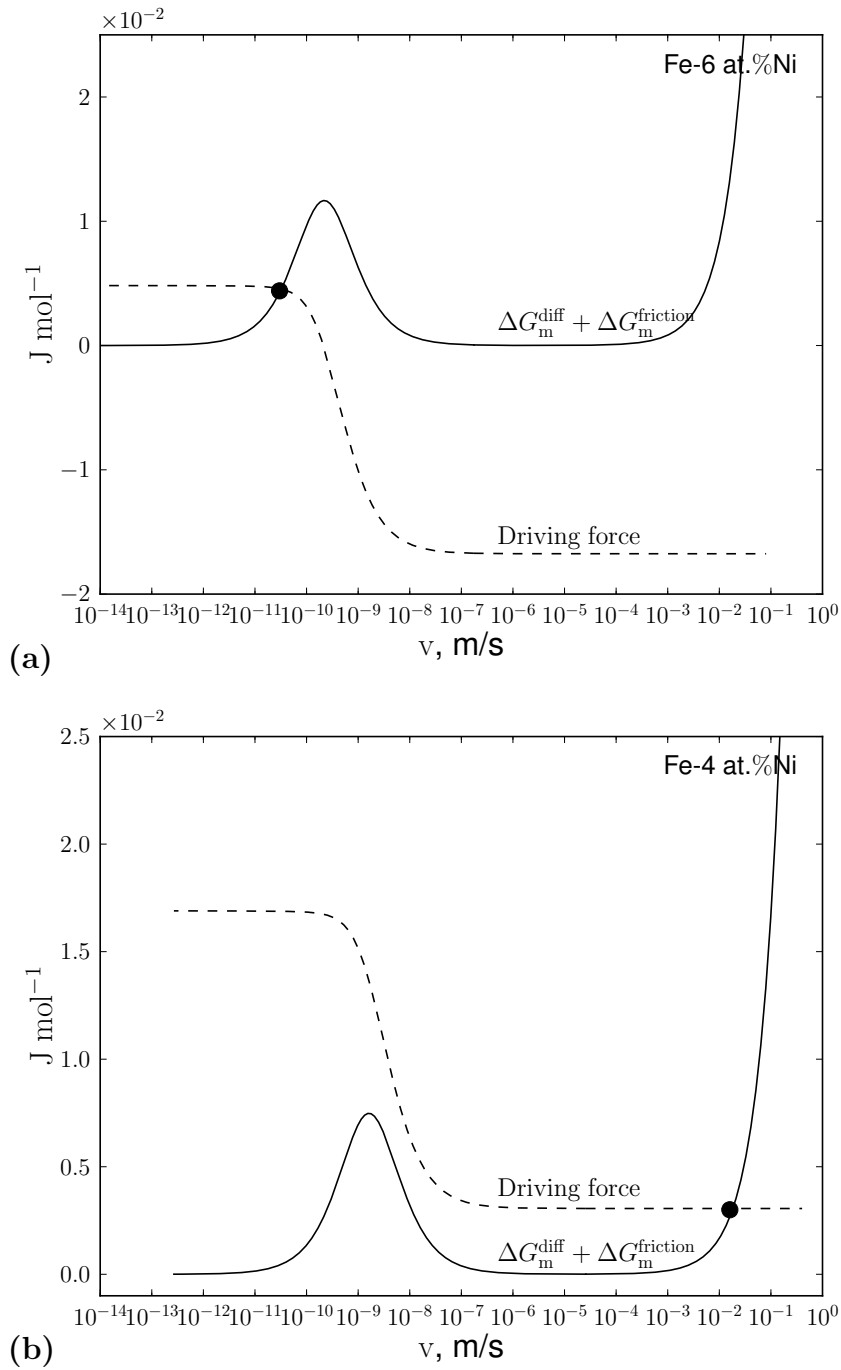 ×10⁻²
Fe-6 at.%Ni
2
1
0
−1
−2
J mol⁻¹
ΔG_m^diff + ΔG_m^friction
Driving force
10⁻¹⁴ 10⁻¹³ 10⁻¹² 10⁻¹¹ 10⁻¹⁰ 10⁻⁹ 10⁻⁸ 10⁻⁷ 10⁻⁶ 10⁻⁵ 10⁻⁴ 10⁻³ 10⁻² 10⁻¹ 10⁰
v, m/s
(a)
×10⁻²
Fe-4 at.%Ni
2.5
2.0
1.5
1.0
0.5
0.0
J mol⁻¹
Driving force
ΔG_m^diff + ΔG_m^friction
10⁻¹⁴ 10⁻¹³ 10⁻¹² 10⁻¹¹ 10⁻¹⁰ 10⁻⁹ 10⁻⁸ 10⁻⁷ 10⁻⁶ 10⁻⁵ 10⁻⁴ 10⁻³ 10⁻² 10⁻¹ 10⁰
v, m/s
(b)